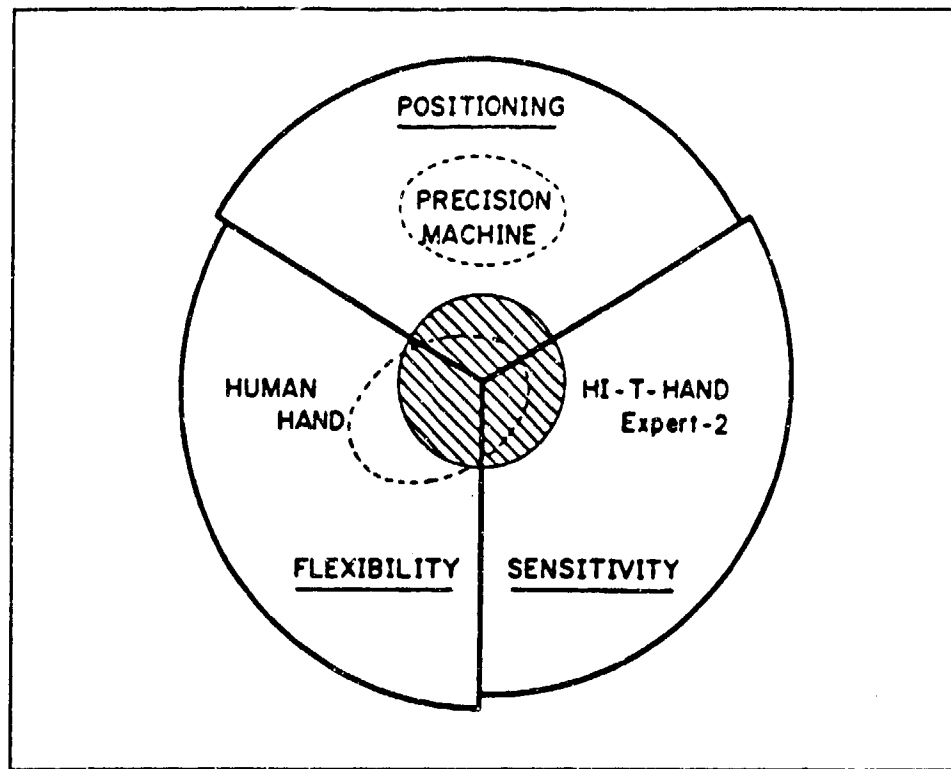 POSITIONING
PRECISION
MACHINE
HUMAN
HAND
HI-T-HAND
Expert-2
FLEXIBILITY
SENSITIVITY